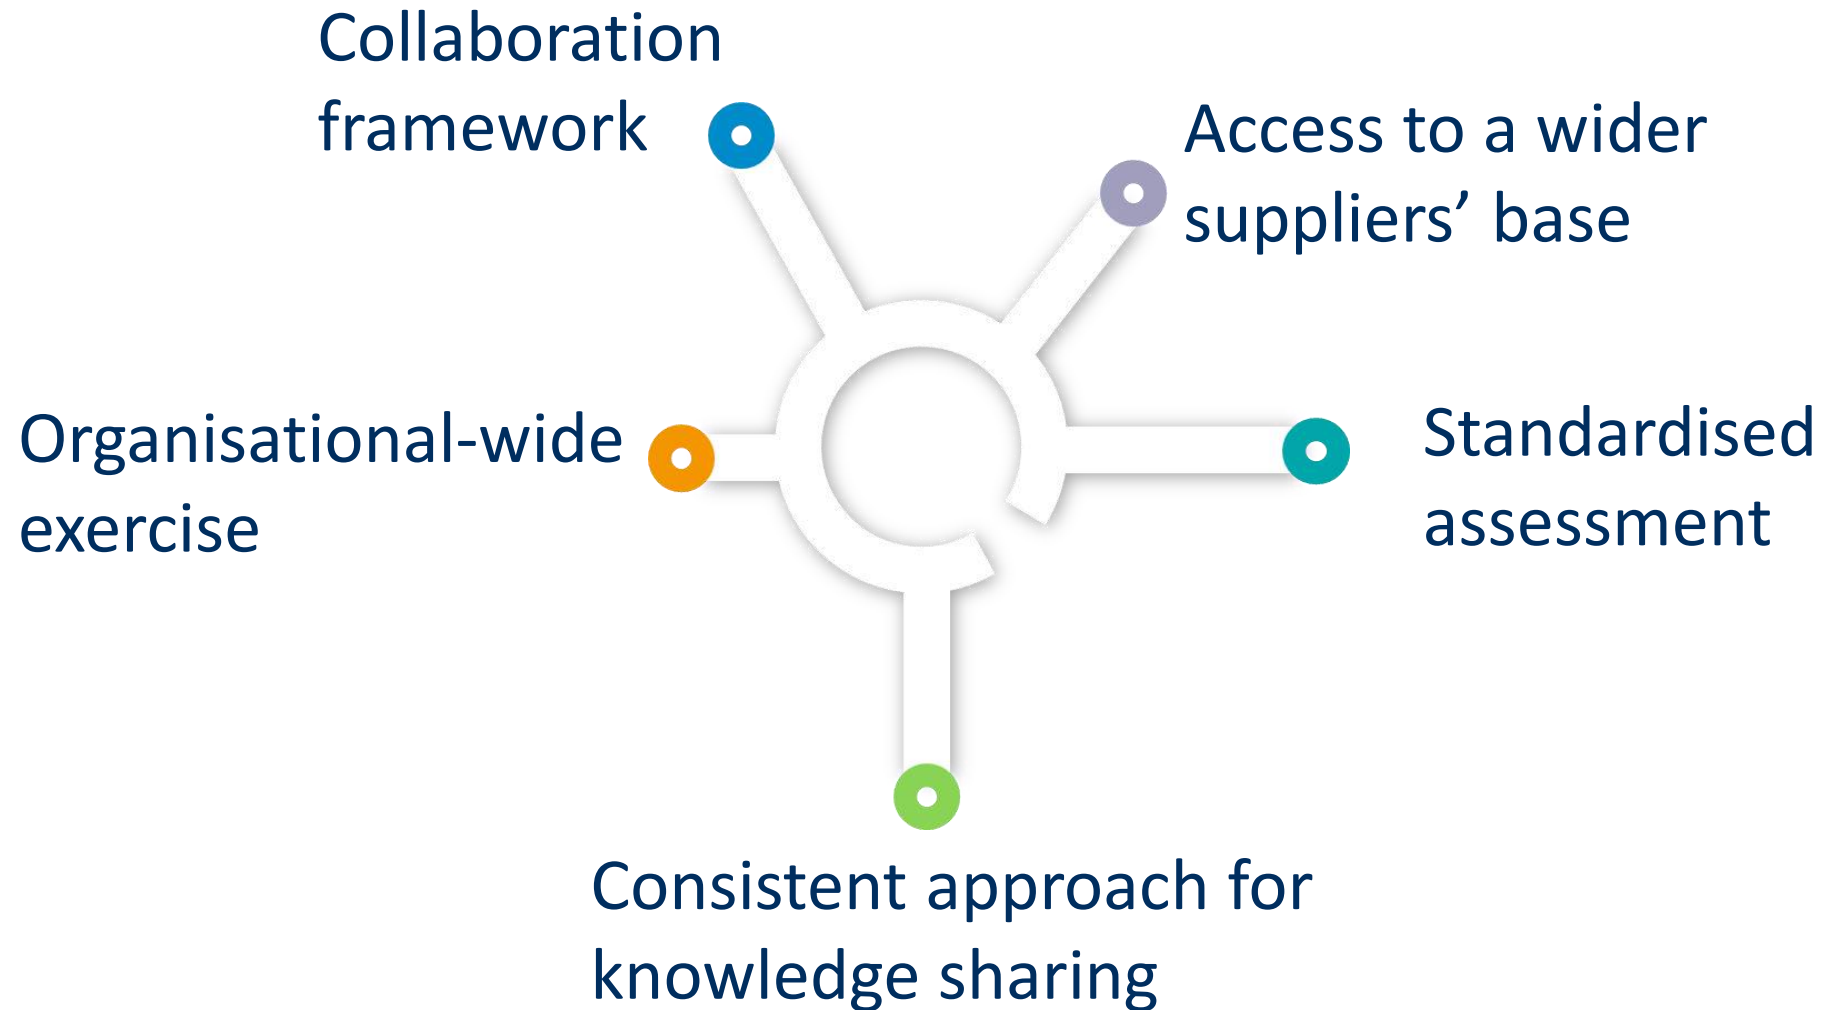 Collaboration
framework
Access to a wider
suppliers’ base
Organisational-wide
exercise
Standardised
assessment
Consistent approach for
knowledge sharing